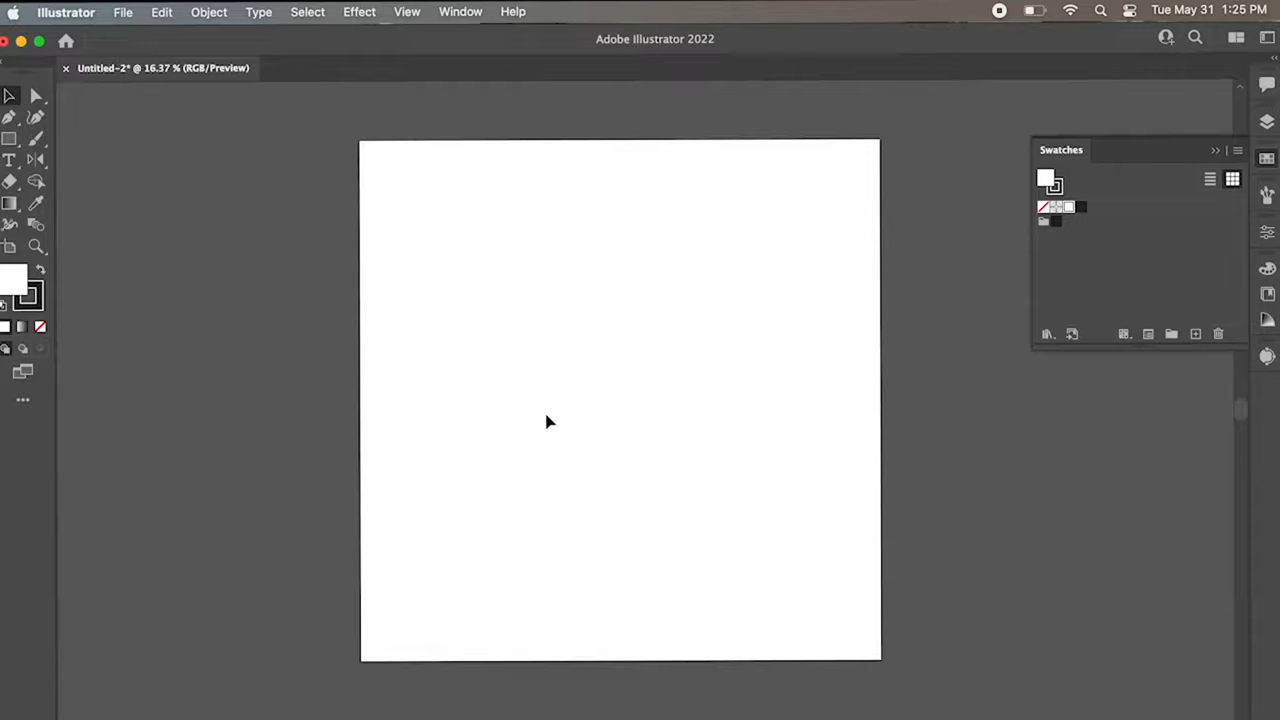 Illustrator File Edit Object Type Select Effect View Window Help Tue May 31 1:25 PM
Adobe Illustrator 2022
× Untitled-2* @ 16.37 % (RGB/Preview)
Swatches